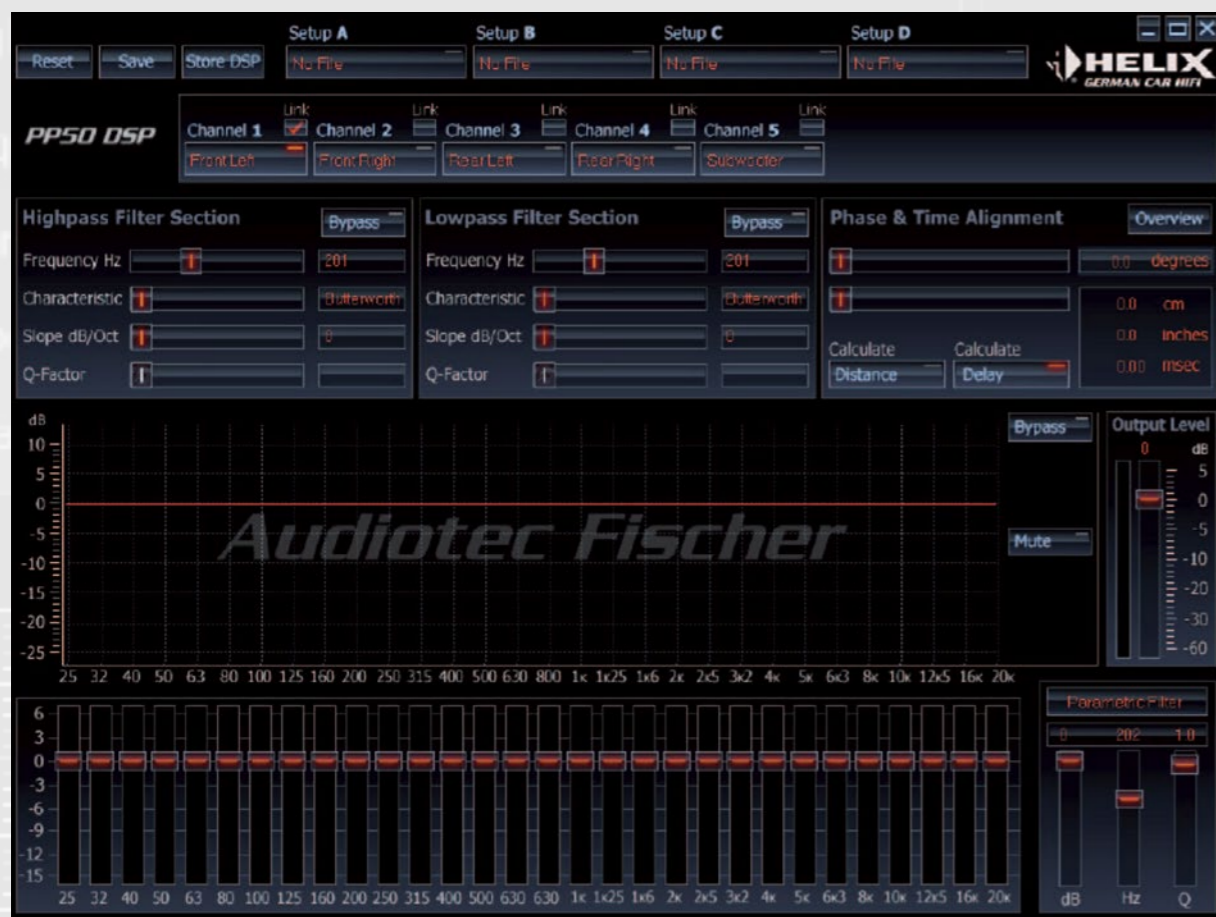 Setup A Setup B Setup C Setup D
Reset Save Store DSP No File No File No File No File
HELIX
GERMAN CAR HIFI
Link Link Link Link Link
PP50 DSP Channel 1 Channel 2 Channel 3 Channel 4 Channel 5
Front Left Front Right Rear Left Rear Right Subwoofer
Highpass Filter Section Bypass Lowpass Filter Section Bypass Phase & Time Alignment Overview
Frequency Hz 201 Frequency Hz 201 0.0 degrees
Characteristic Butterworth Characteristic Butterworth 0.0 cm
Slope dB/Oct 0 Slope dB/Oct 0 0.0 inches
Calculate Calculate
Q-Factor Q-Factor Distance Delay 0.00 msec
dB Bypass Output Level
0 dB
10
5
0
-5
-10
-15
-20
-25
Audiotec Fischer
Mute
5
0
-5
-10
-20
-30
-60
25 32 40 50 63 80 100 125 160 200 250 315 400 500 630 800 1k 1k25 1k6 2k 2k5 3k2 4k 5k 6k3 8k 10k 12k5 16k 20k
Parametric Filter
0 202 1.0
6
3
0
-3
-6
-9
-12
-15
25 32 40 50 63 80 100 125 160 200 250 315 400 500 630 630 1k 1k25 1k6 2k 2k5 3k2 4k 5k 6k3 8k 10k 12k5 16k 20k
dB Hz Q